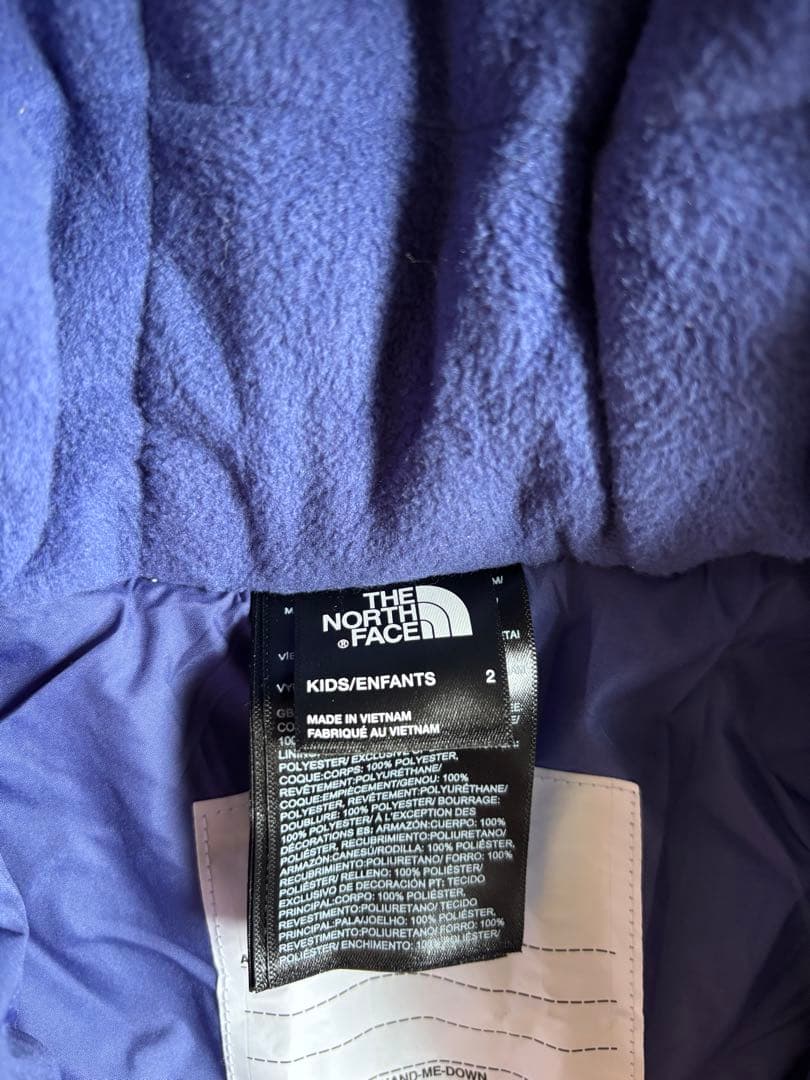 THE
NORTH
FACE
®
KIDS/ENFANTS 2
MADE IN VIETNAM
FABRIQUÉ AU VIETNAM
POLYESTER/ EXCLUSIVE
COQUE:CORPS: 100% POLYESTER,
REVÊTEMENT:POLYURÉTHANE/
COQUE:EMPIÈCEMENT/GENOU: 100%
POLYESTER, REVÊTEMENT:POLYURÉTHANE/
DOUBLURE: 100% POLYESTER/ BOURRAGE:
100% POLYESTER/ À L'EXCEPTION DES
DÉCORATIONS ES: ARMAZÓN:CUERPO: 100%
POLIÉSTER, RECUBRIMIENTO:POLIURETANO/
ARMAZÓN:CANESÚ/RODILLA: 100% POLIÉSTER,
RECUBRIMIENTO:POLIURETANO/ FORRO: 100%
POLIÉSTER/ RELLENO: 100% POLIÉSTER/
EXCLUSIVO DE DECORACIÓN PT: TECIDO
PRINCIPAL:CORPO: 100% POLIÉSTER,
REVESTIMENTO:POLIURETANO/ TECIDO
PRINCIPAL:PALA/JOELHO: 100% POLIÉSTER,
REVESTIMENTO:POLIURETANO/ FORRO: 100%
POLIÉSTER/ ENCHIMENTO: 100% POLIÉSTER/
HAND-ME-DOWN